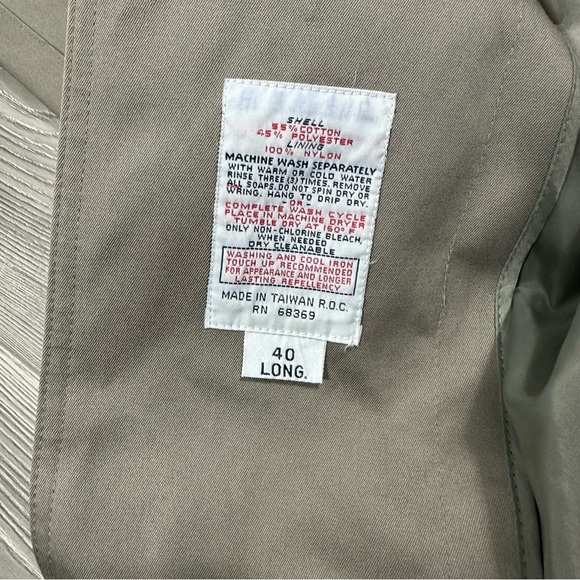 SHELL
55% COTTON
45% POLYESTER
LINING
100% NYLON
MACHINE WASH SEPARATELY
WITH WARM OR COLD WATER
RINSE THREE (3) TIMES. REMOVE
ALL SOAPS. DO NOT SPIN DRY OR
WRING. HANG TO DRIP DRY.
-OR-
COMPLETE WASH CYCLE
PLACE IN MACHINE DRYER
TUMBLE DRY AT 160° F
ONLY NON-CHLORINE BLEACH,
WHEN NEEDED
DRY CLEANABLE
WASHING AND COOL IRON
TOUCH UP RECOMMENDED
FOR APPEARANCE AND LONGER
LASTING REPELLENCY
MADE IN TAIWAN R.O.C.
RN 68369
40
LONG.